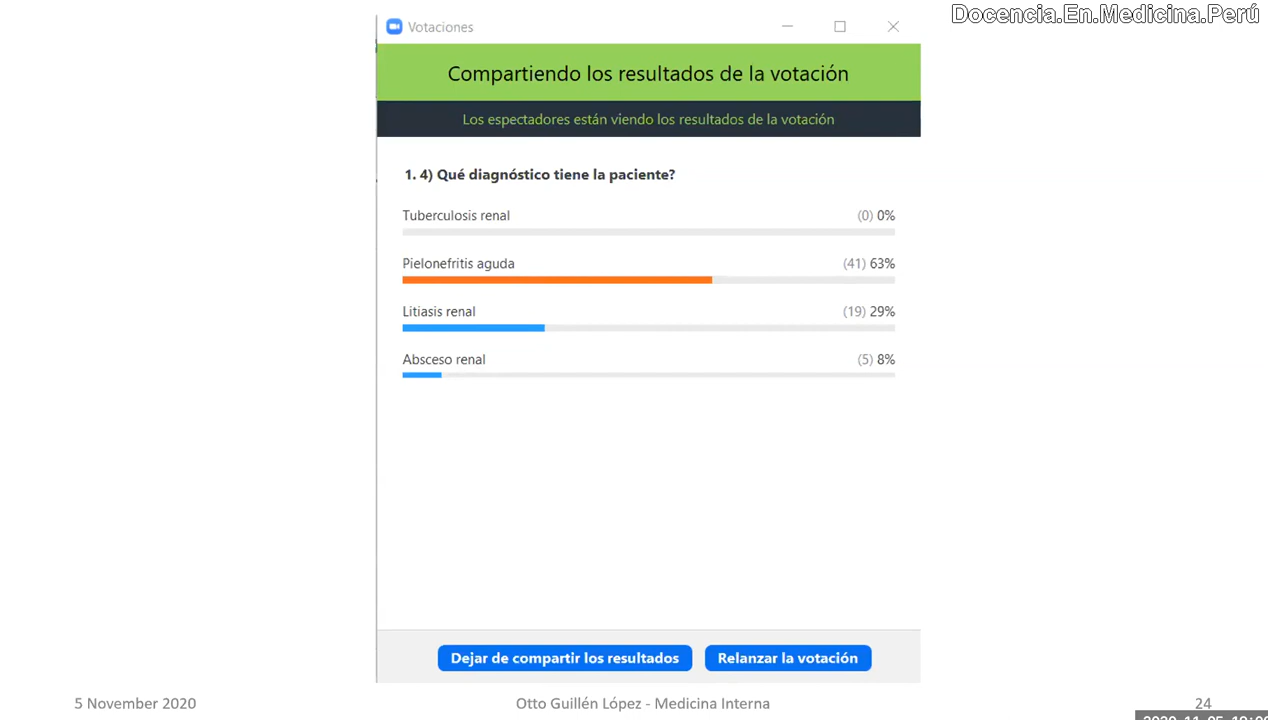 Docencia.En.Medicina.Perú
Votaciones
Compartiendo los resultados de la votación
Los espectadores están viendo los resultados de la votación
1. 4) Qué diagnóstico tiene la paciente?
Tuberculosis renal (0) 0%
Pielonefritis aguda (41) 63%
Litiasis renal (19) 29%
Absceso renal (5) 8%
Dejar de compartir los resultados Relanzar la votación
5 November 2020 Otto Guillén López - Medicina Interna 24